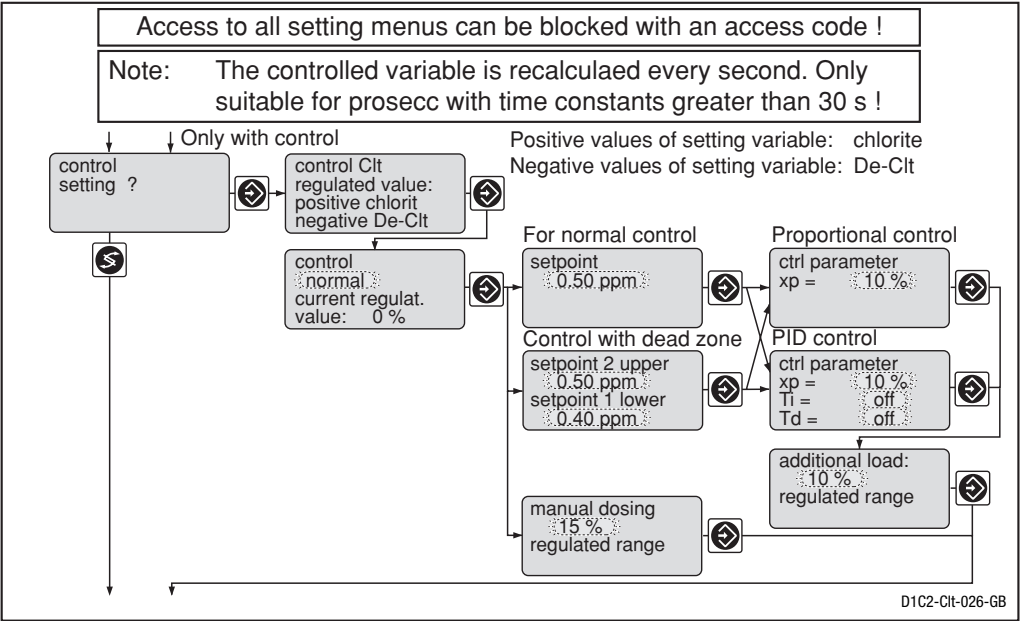 Access to all setting menus can be blocked with an access code !
Note: The controlled variable is recalculaed every second. Only
suitable for prosecc with time constants greater than 30 s !
Only with control
Positive values of setting variable: chlorite
Negative values of setting variable: De-Clt
control
setting ?
control Clt
regulated value:
positive chlorit
negative De-Clt
control
normal
current regulat.
value: 0 %
For normal control
setpoint
0.50 ppm
Proportional control
ctrl parameter
xp = 10 %
Control with dead zone
setpoint 2 upper
0.50 ppm
setpoint 1 lower
0.40 ppm
PID control
ctrl parameter
xp = 10 %
Ti = off
Td = off
additional load:
10 %
regulated range
manual dosing
15 %
regulated range
D1C2-Clt-026-GB